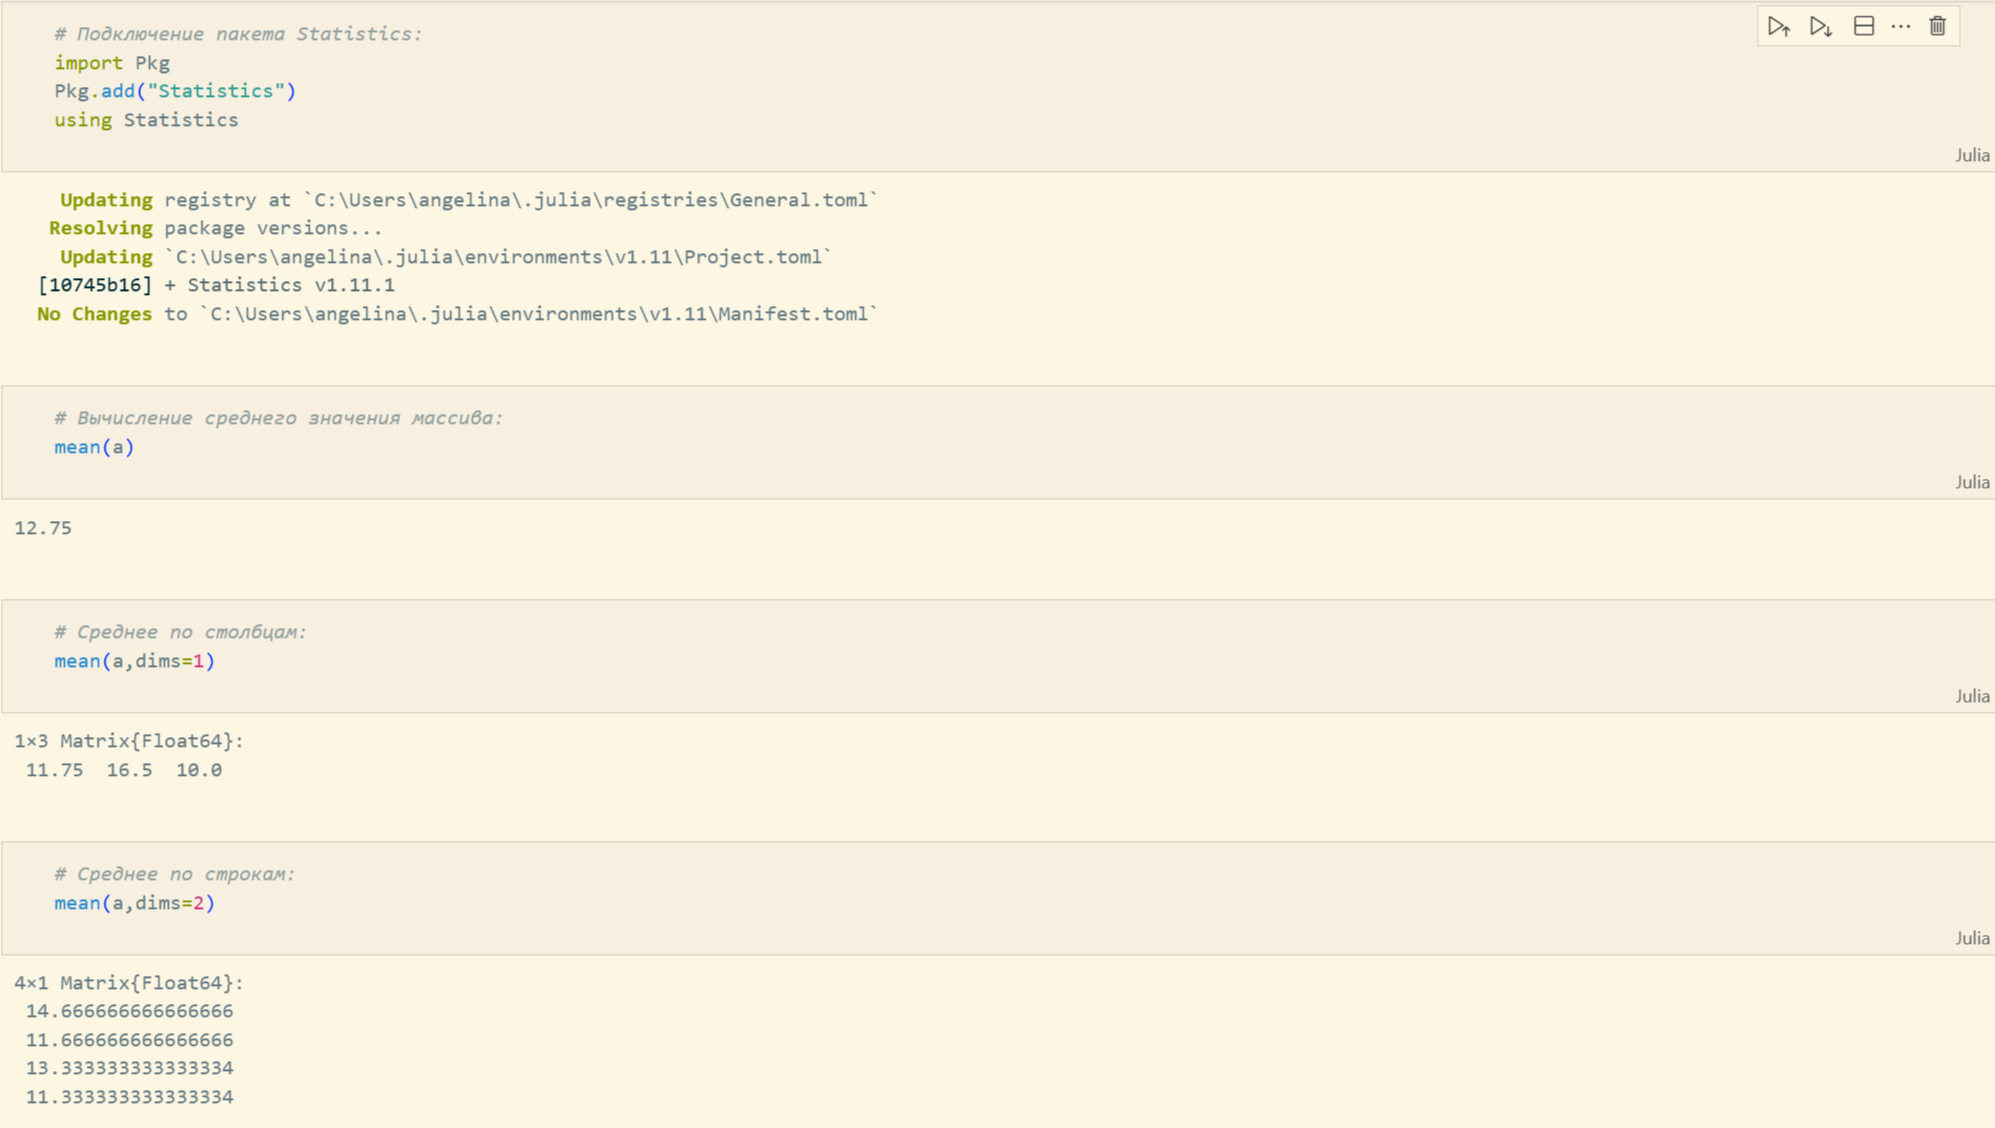 # Подключение пакета Statistics:
import Pkg
Pkg.add("Statistics")
using Statistics
Julia
Updating registry at `C:\Users\angelina\.julia\registries\General.toml`
Resolving package versions...
Updating `C:\Users\angelina\.julia\environments\v1.11\Project.toml`
[10745b16] + Statistics v1.11.1
No Changes to `C:\Users\angelina\.julia\environments\v1.11\Manifest.toml`
# Вычисление среднего значения массива:
mean(a)
Julia
12.75
# Среднее по столбцам:
mean(a,dims=1)
Julia
1×3 Matrix{Float64}:
11.75  16.5  10.0
# Среднее по строкам:
mean(a,dims=2)
Julia
4×1 Matrix{Float64}:
14.666666666666666
11.666666666666666
13.333333333333334
11.333333333333334